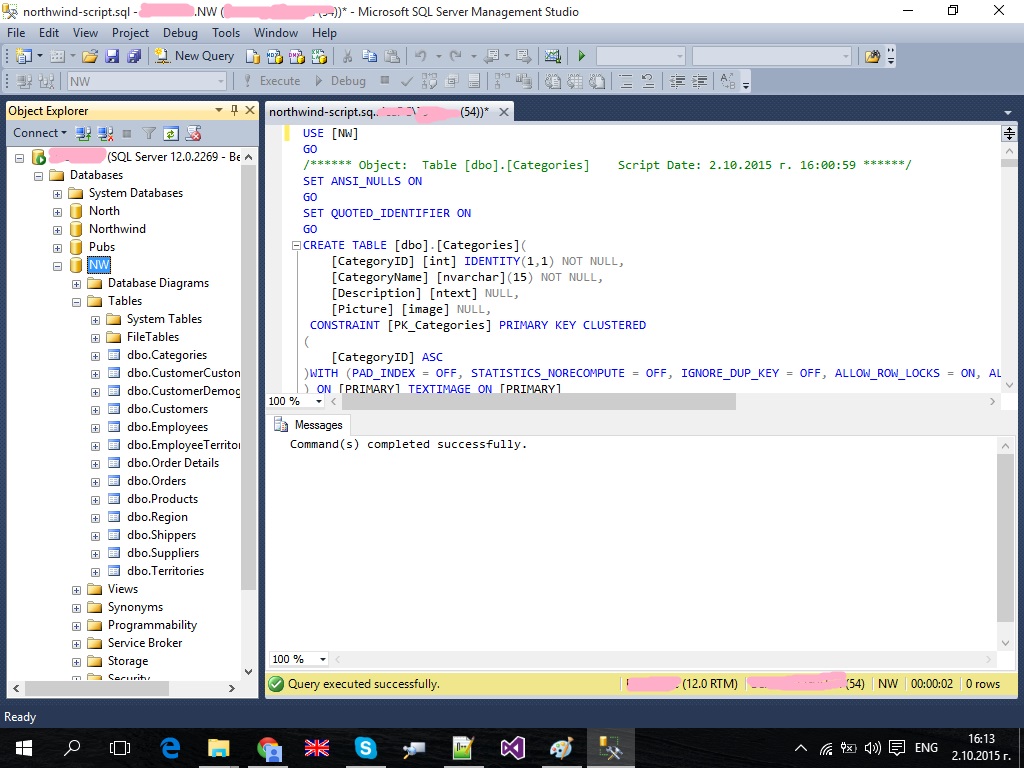 northwind-script.sql - .NW ( (54))* - Microsoft SQL Server Management Studio
File Edit View Project Debug Tools Window Help
New Query
NW Execute Debug
Object Explorer
Connect
(SQL Server 12.0.2269 - Be
Databases
System Databases
North
Northwind
Pubs
NW
Database Diagrams
Tables
System Tables
FileTables
dbo.Categories
dbo.CustomerCustom
dbo.CustomerDemog
dbo.Customers
dbo.Employees
dbo.EmployeeTerritor
dbo.Order Details
dbo.Orders
dbo.Products
dbo.Region
dbo.Shippers
dbo.Suppliers
dbo.Territories
Views
Synonyms
Programmability
Service Broker
Storage
Security
northwind-script.sq (54))*
USE [NW]
GO
/****** Object: Table [dbo].[Categories] Script Date: 2.10.2015 г. 16:00:59 ******/
SET ANSI_NULLS ON
GO
SET QUOTED_IDENTIFIER ON
GO
CREATE TABLE [dbo].[Categories](
[CategoryID] [int] IDENTITY(1,1) NOT NULL,
[CategoryName] [nvarchar](15) NOT NULL,
[Description] [ntext] NULL,
[Picture] [image] NULL,
CONSTRAINT [PK_Categories] PRIMARY KEY CLUSTERED
(
[CategoryID] ASC
)WITH (PAD_INDEX = OFF, STATISTICS_NORECOMPUTE = OFF, IGNORE_DUP_KEY = OFF, ALLOW_ROW_LOCKS = ON, AL
) ON [PRIMARY] TEXTIMAGE ON [PRIMARY]
100 %
Messages
Command(s) completed successfully.
100 %
Query executed successfully. (12.0 RTM) (54) NW 00:00:02 0 rows
Ready
ENG 16:13
2.10.2015 г.